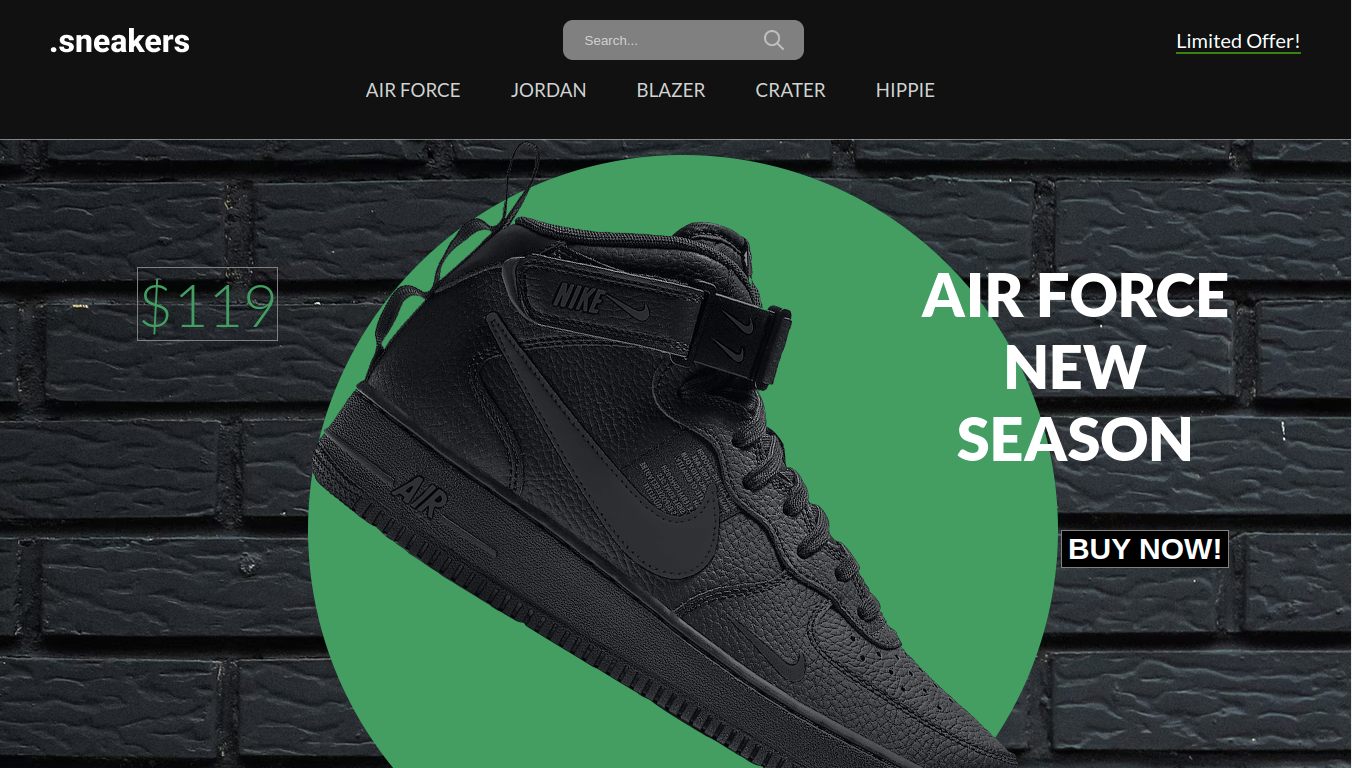 .sneakers
Search...
Limited Offer!
AIR FORCE JORDAN BLAZER CRATER HIPPIE
$119
AIR FORCE
NEW
SEASON
BUY NOW!
NIKE
AIR